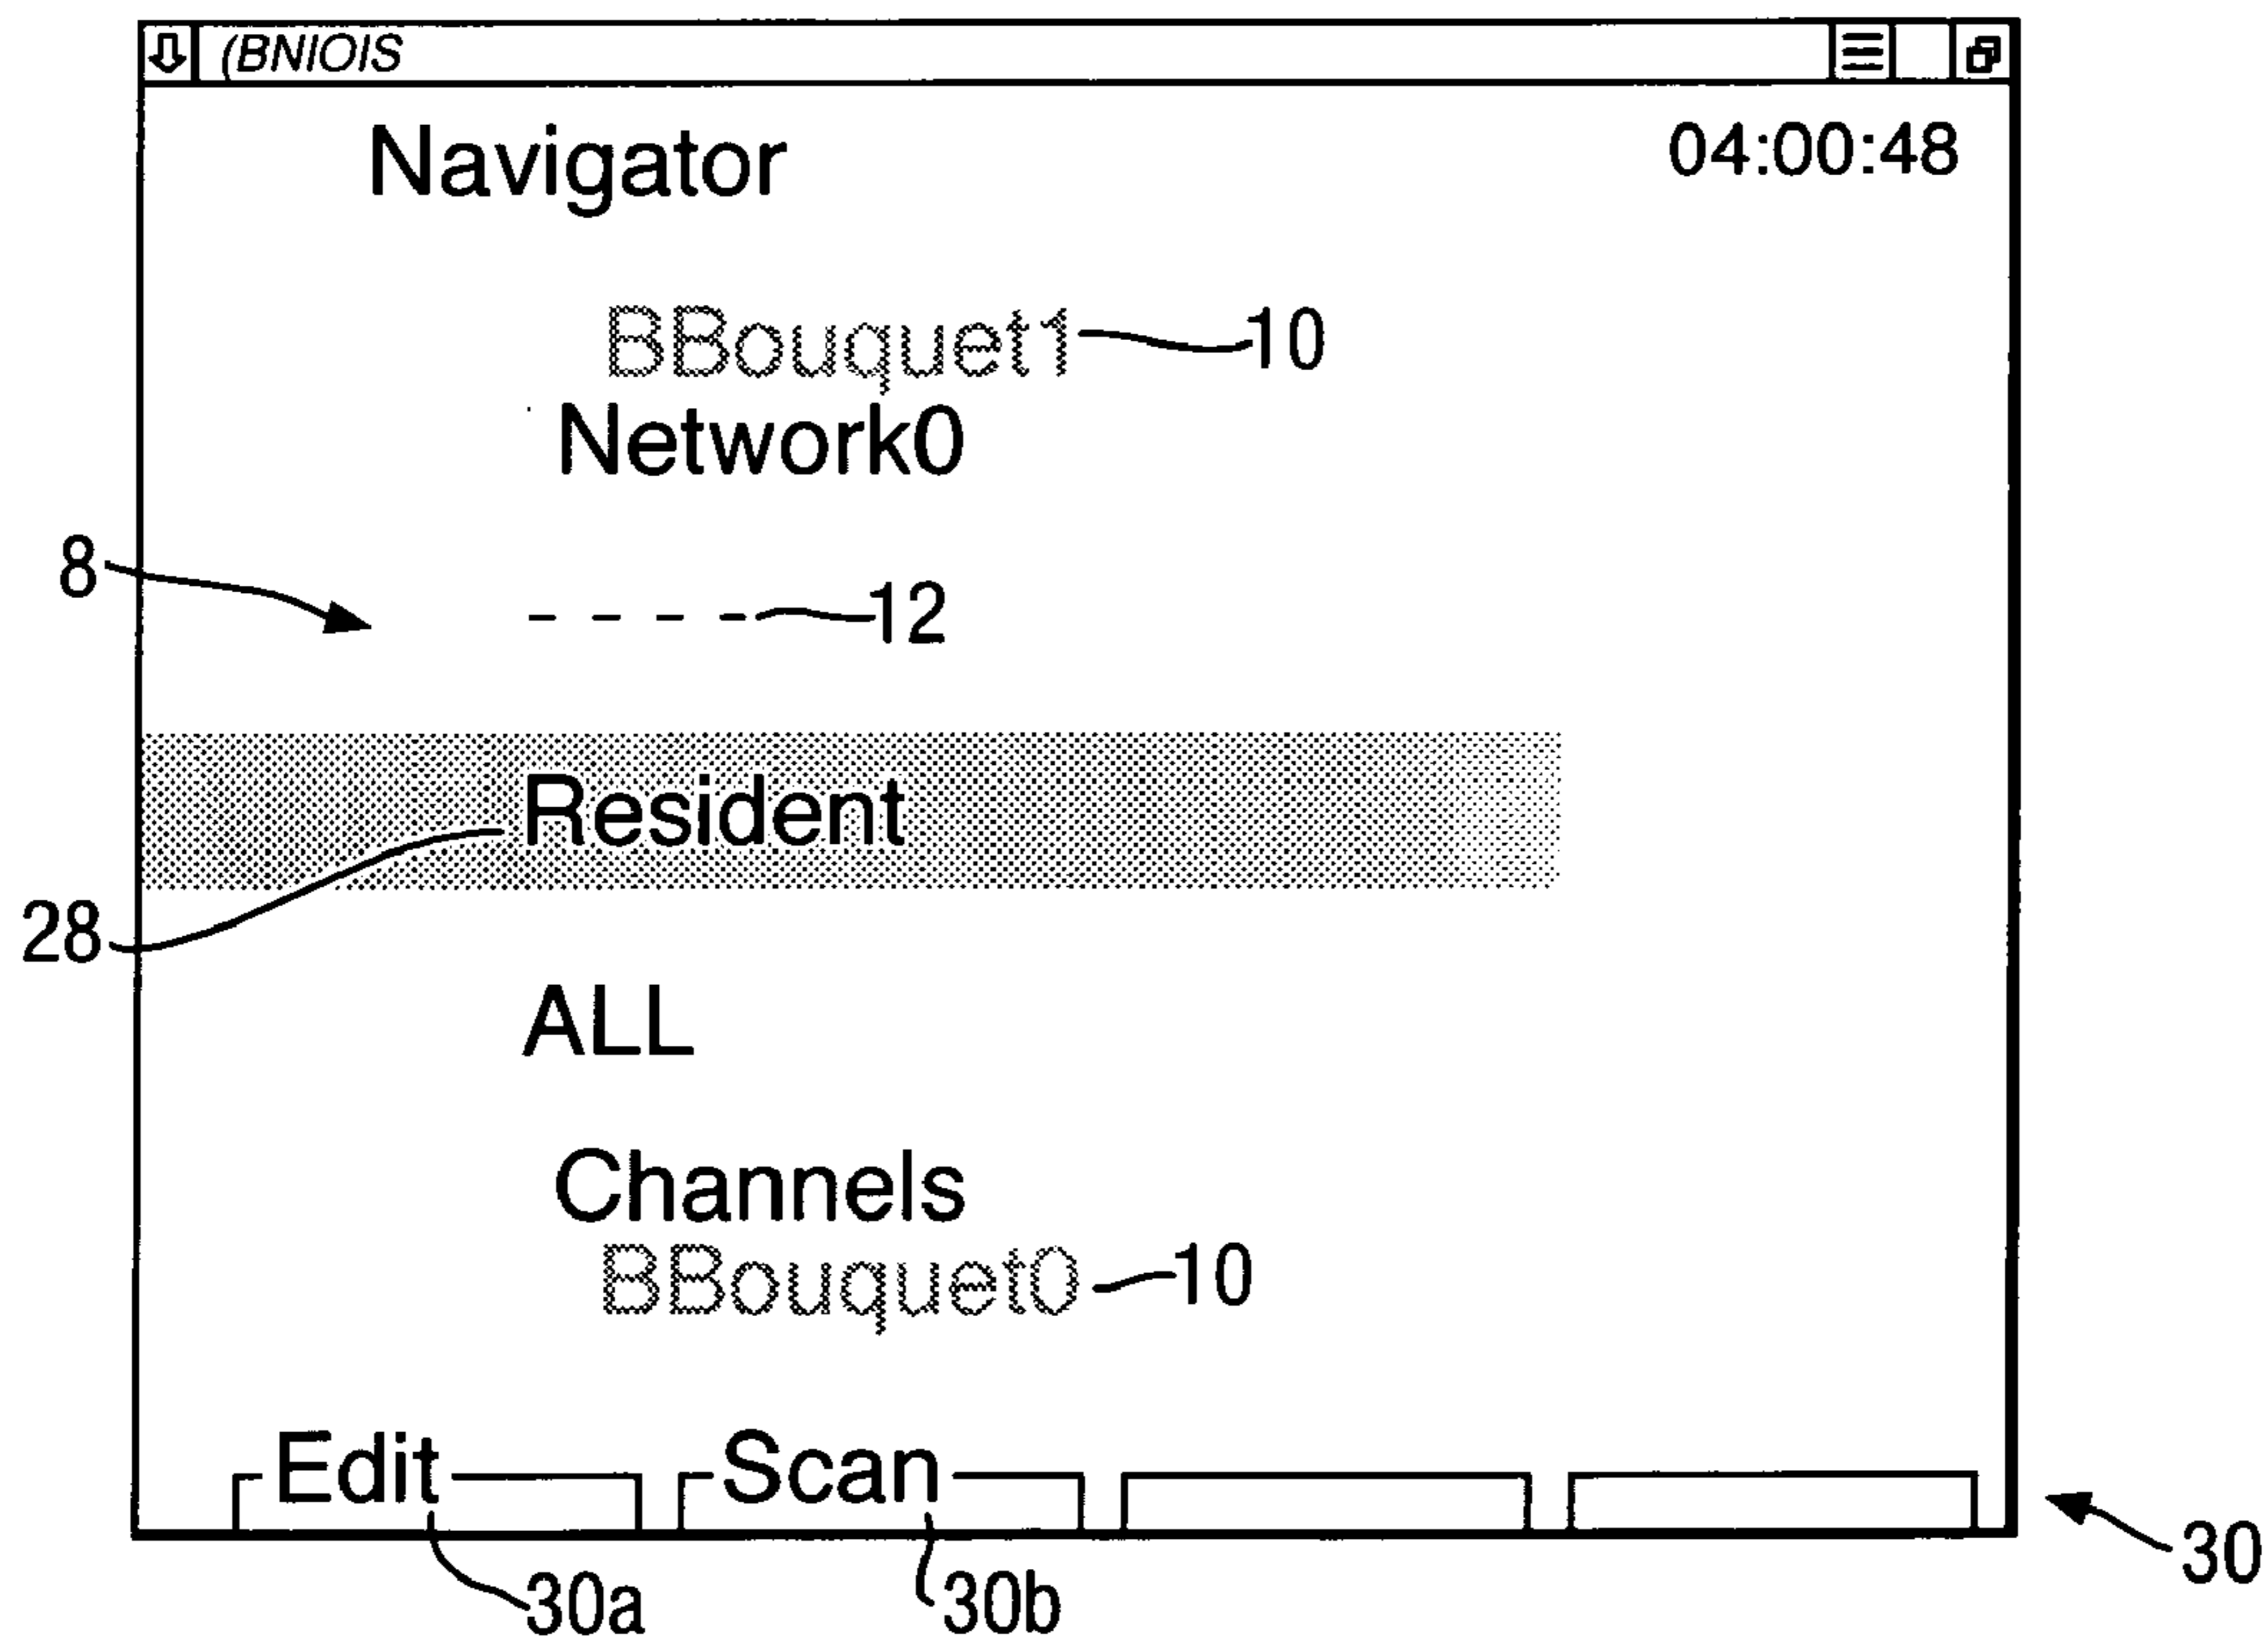 (BNIOIS
Navigator 04:00:48
BBouquet1 10
Network0
8
- - - - 12
Resident
28
ALL
Channels
BBouquet0 10
Edit Scan
30
30a 30b